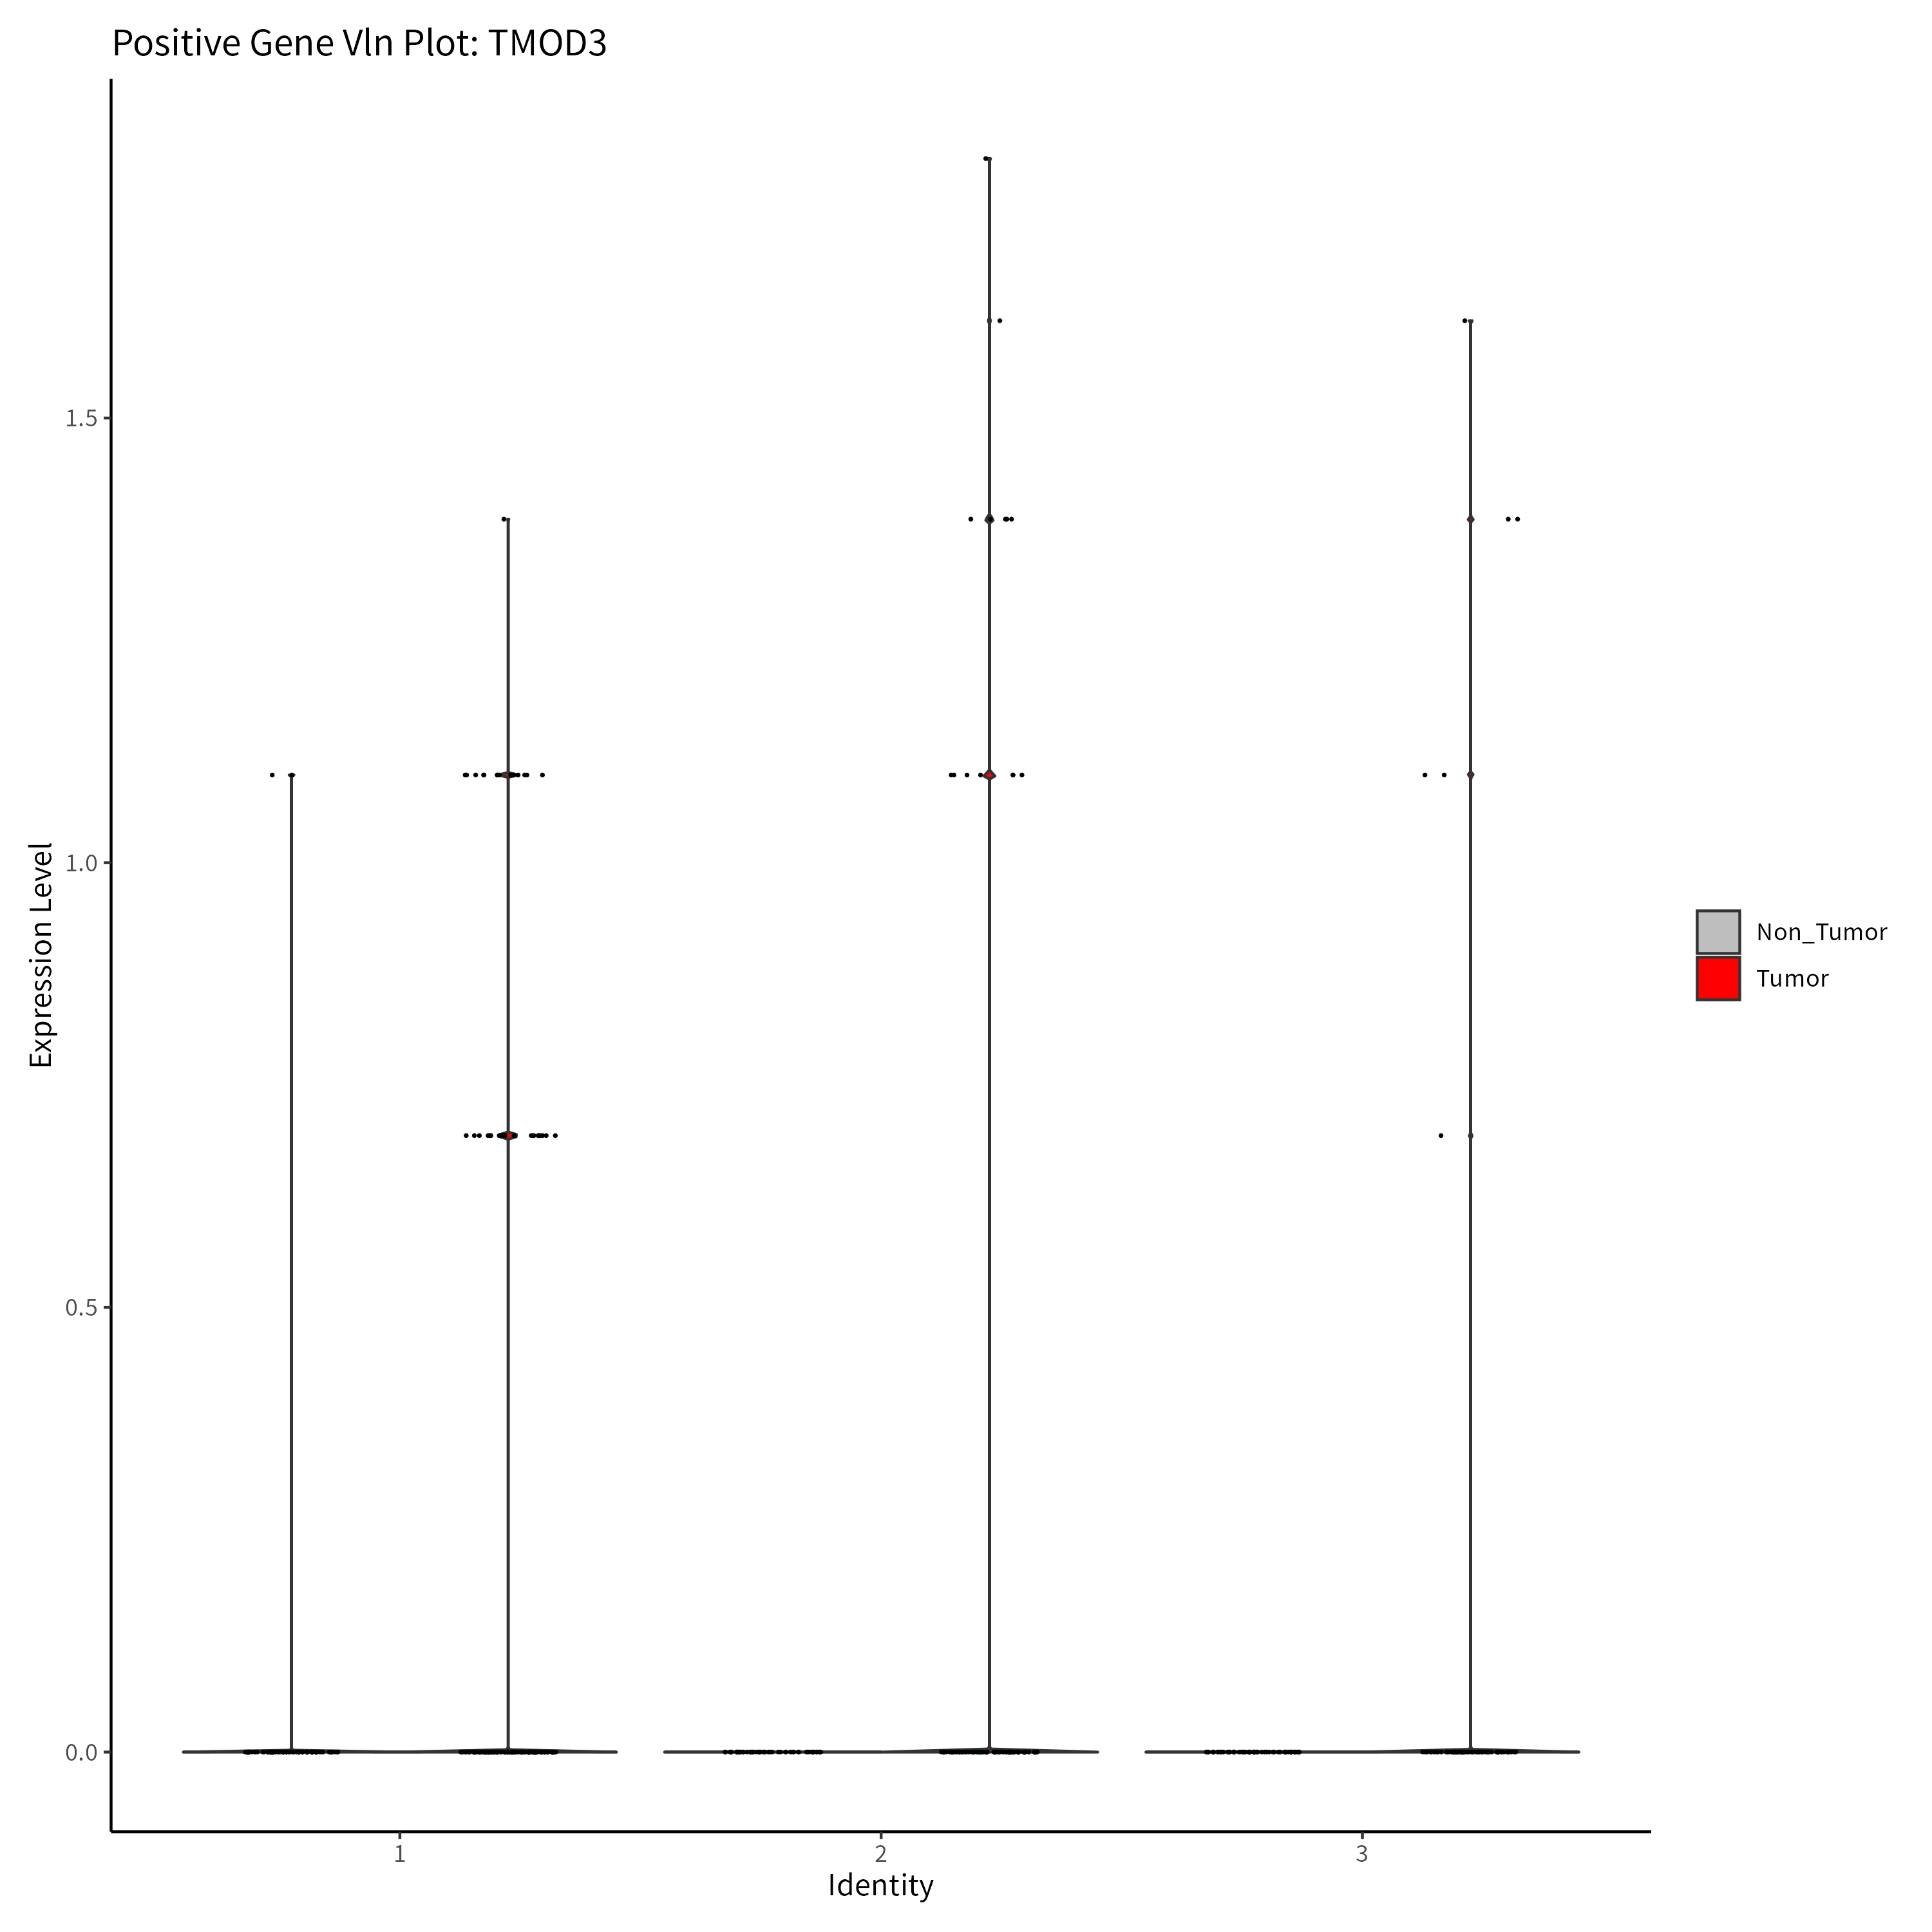 Positive Gene Vln Plot: TMOD3
Expression Level
1.5
1.0
0.5
0.0
1
2
3
Identity
Non_Tumor
Tumor